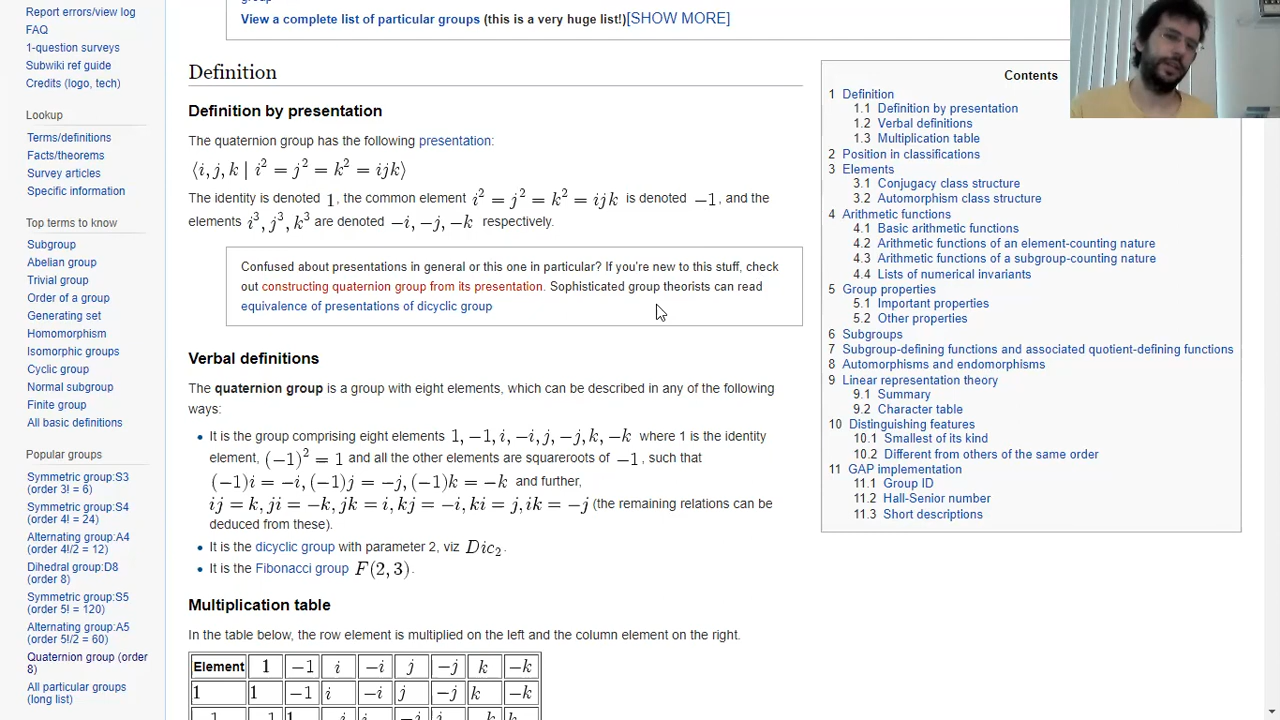 Report errors/view log
FAQ
1-question surveys
Subwiki ref guide
Credits (logo, tech)
Lookup
Terms/definitions
Facts/theorems
Survey articles
Specific information
Top terms to know
Subgroup
Abelian group
Trivial group
Order of a group
Generating set
Homomorphism
Isomorphic groups
Cyclic group
Normal subgroup
Finite group
All basic definitions
Popular groups
Symmetric group:S3
(order 3! = 6)
Symmetric group:S4
(order 4! = 24)
Alternating group:A4
(order 4!/2 = 12)
Dihedral group:D8
(order 8)
Symmetric group:S5
(order 5! = 120)
Alternating group:A5
(order 5!/2 = 60)
Quaternion group (order
8)
All particular groups
(long list)
group
View a complete list of particular groups (this is a very huge list!)[SHOW MORE]
Definition
Definition by presentation
The quaternion group has the following presentation:
⟨i, j, k | i² = j² = k² = ijk⟩
The identity is denoted 1, the common element i² = j² = k² = ijk is denoted −1, and the
elements i³, j³, k³ are denoted −i, −j, −k respectively.
Confused about presentations in general or this one in particular? If you're new to this stuff, check
out constructing quaternion group from its presentation. Sophisticated group theorists can read
equivalence of presentations of dicyclic group
Verbal definitions
The quaternion group is a group with eight elements, which can be described in any of the following
ways:
• It is the group comprising eight elements 1, −1, i, −i, j, −j, k, −k where 1 is the identity
element, (−1)² = 1 and all the other elements are squareroots of −1, such that
(−1)i = −i, (−1)j = −j, (−1)k = −k and further,
ij = k, ji = −k, jk = i, kj = −i, ki = j, ik = −j (the remaining relations can be
deduced from these).
• It is the dicyclic group with parameter 2, viz Dic₂.
• It is the Fibonacci group F(2, 3).
Multiplication table
In the table below, the row element is multiplied on the left and the column element on the right.
Element 1 −1 i −i j −j k −k
1 1 −1 i −i j −j k −k
Contents
1 Definition
1.1 Definition by presentation
1.2 Verbal definitions
1.3 Multiplication table
2 Position in classifications
3 Elements
3.1 Conjugacy class structure
3.2 Automorphism class structure
4 Arithmetic functions
4.1 Basic arithmetic functions
4.2 Arithmetic functions of an element-counting nature
4.3 Arithmetic functions of a subgroup-counting nature
4.4 Lists of numerical invariants
5 Group properties
5.1 Important properties
5.2 Other properties
6 Subgroups
7 Subgroup-defining functions and associated quotient-defining functions
8 Automorphisms and endomorphisms
9 Linear representation theory
9.1 Summary
9.2 Character table
10 Distinguishing features
10.1 Smallest of its kind
10.2 Different from others of the same order
11 GAP implementation
11.1 Group ID
11.2 Hall-Senior number
11.3 Short descriptions